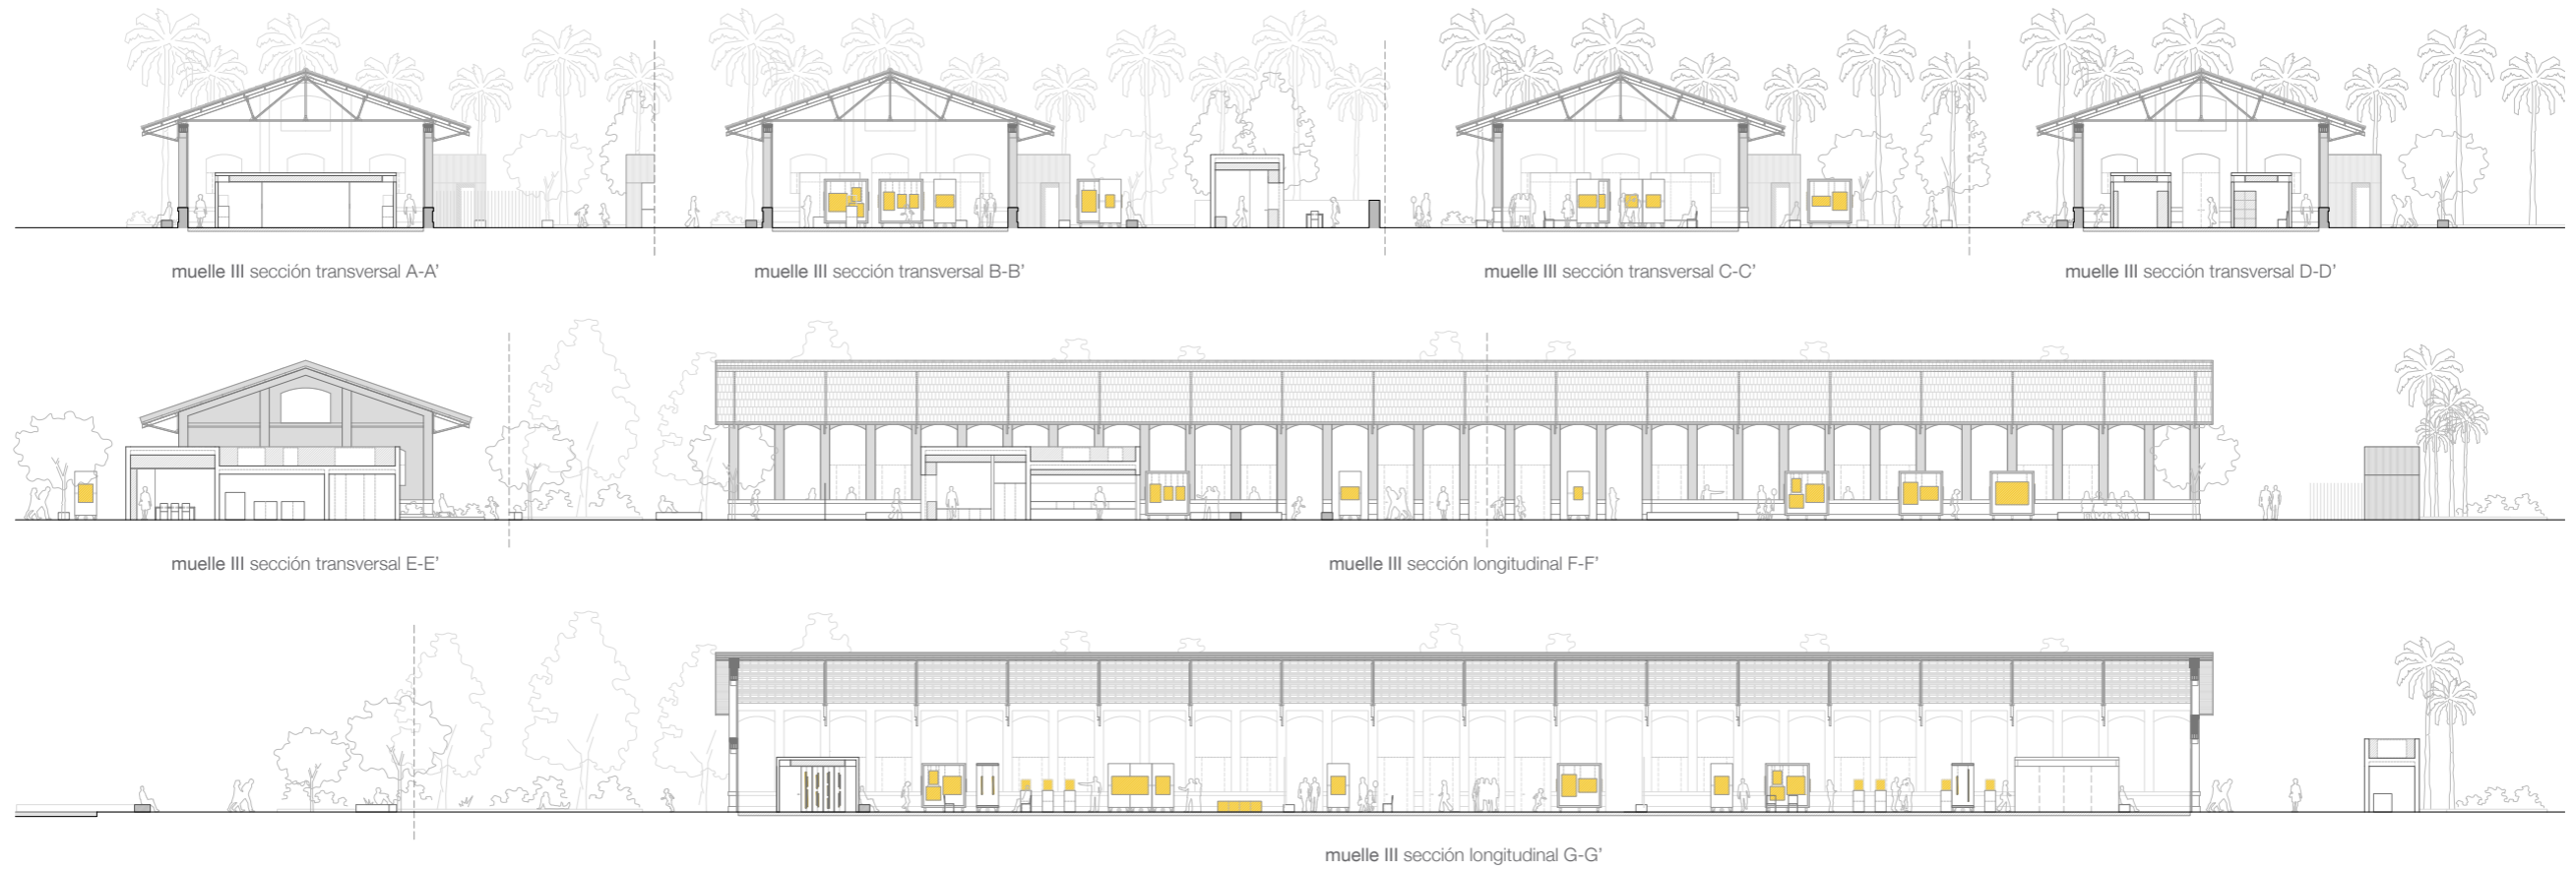 muelle III sección transversal A-A'
muelle III sección transversal B-B'
muelle III sección transversal C-C'
muelle III sección transversal D-D'
muelle III sección transversal E-E'
muelle III sección longitudinal F-F'
muelle III sección longitudinal G-G'